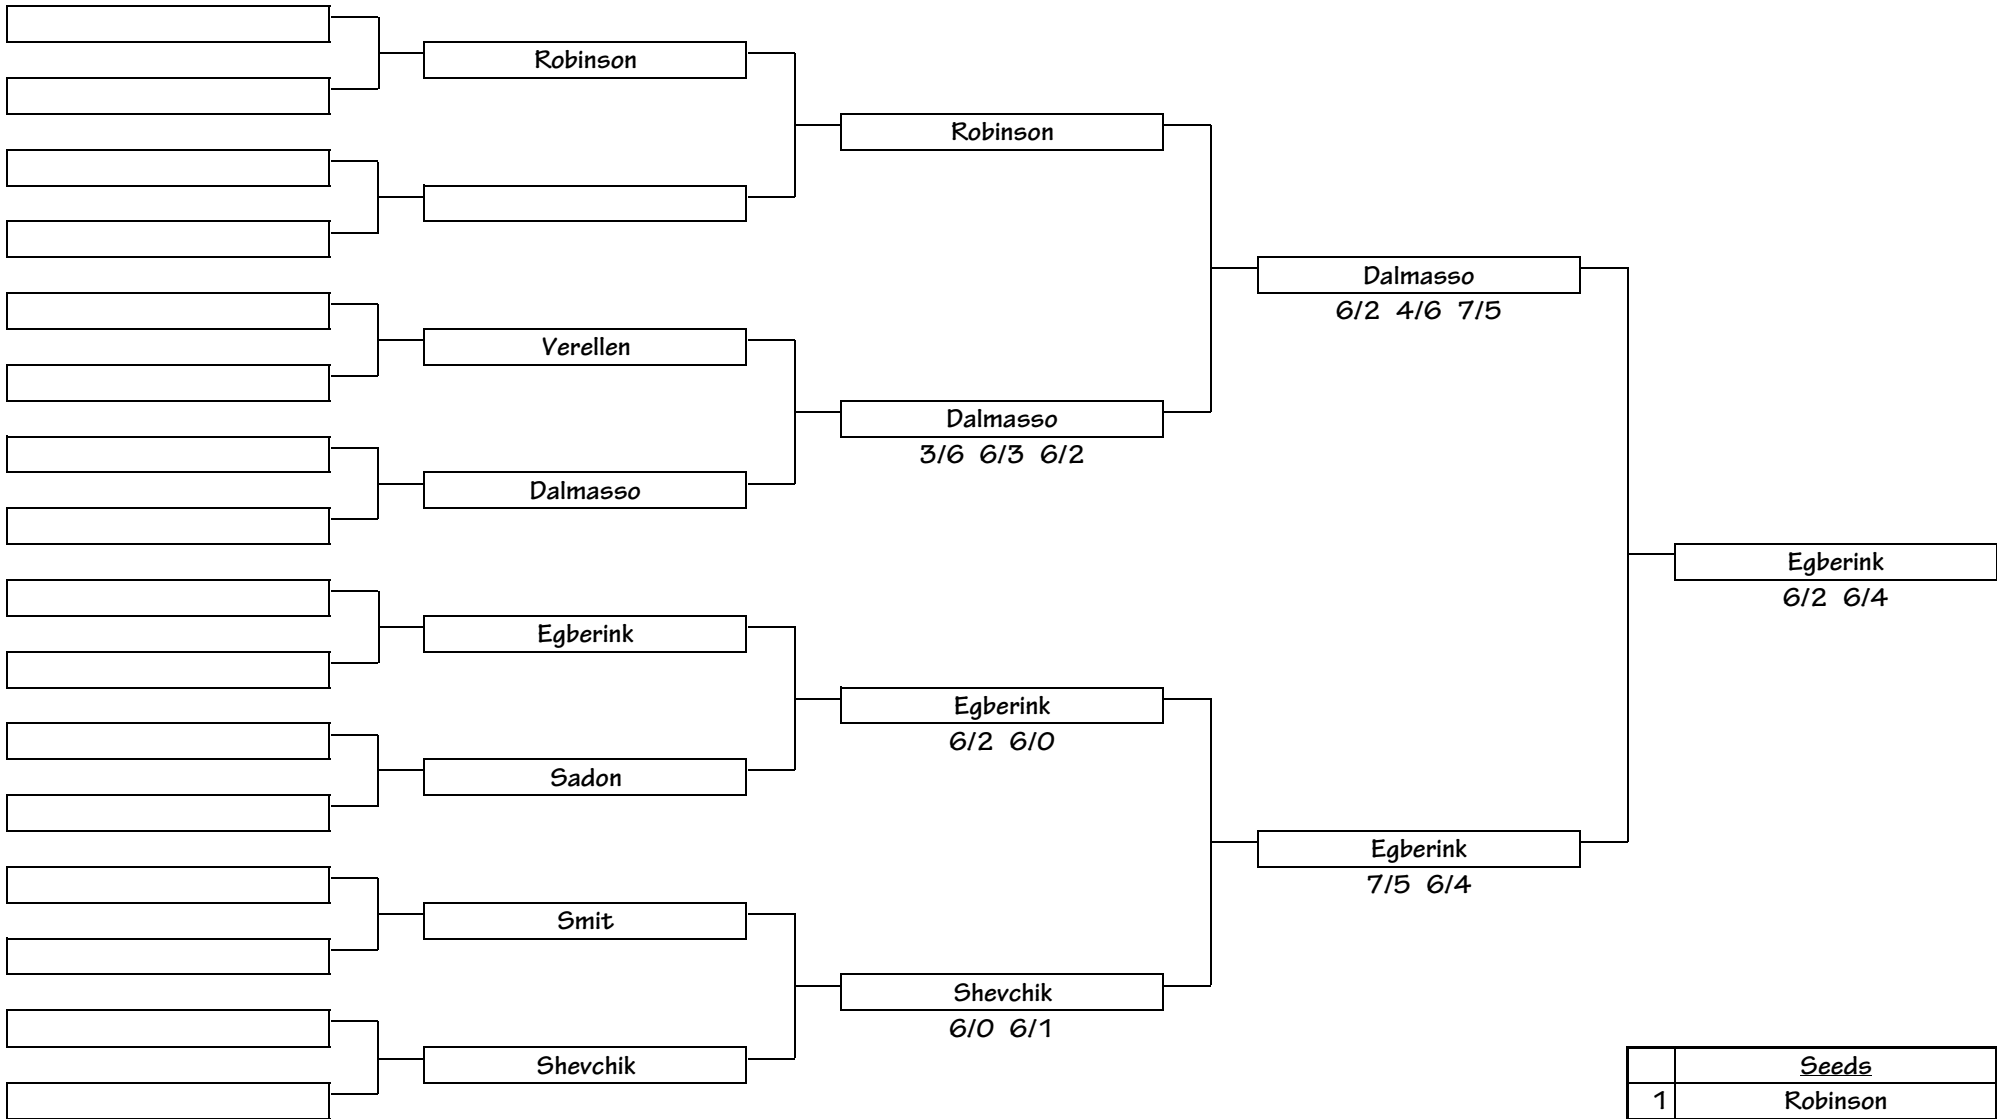 Robinson
Robinson
Dalmasso
6/2 4/6 7/5
Verellen
Dalmasso
3/6 6/3 6/2
Dalmasso
Egberink
6/2 6/4
Egberink
Egberink
6/2 6/0
Sadon
Egberink
7/5 6/4
Smit
Shevchik
6/0 6/1
Shevchik
Seeds
1 Robinson